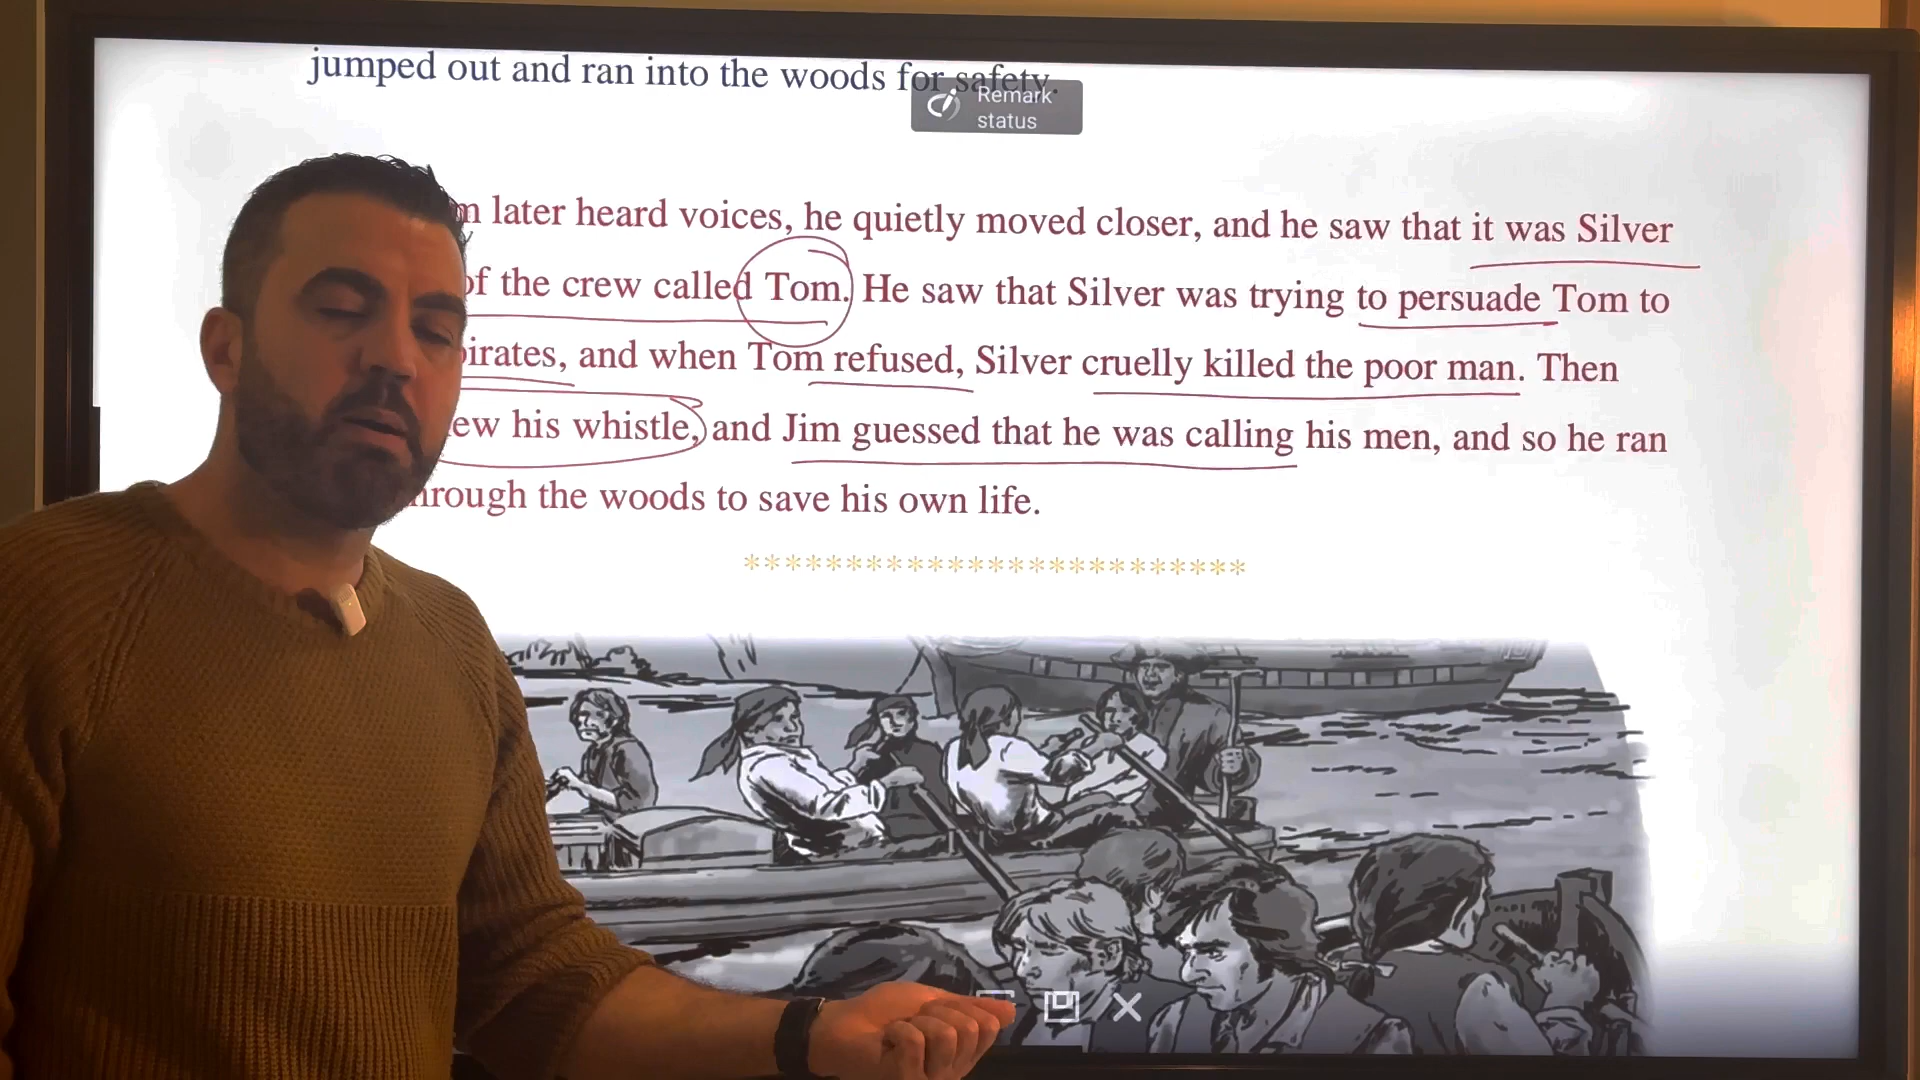 jumped out and ran into the woods for safety.
Remark
status
later heard voices, he quietly moved closer, and he saw that it was Silver
of the crew called Tom. He saw that Silver was trying to persuade Tom to
and when Tom refused, Silver cruelly killed the poor man. Then
his whistle, and Jim guessed that he was calling his men, and so he ran
the woods to save his own life.
*************************